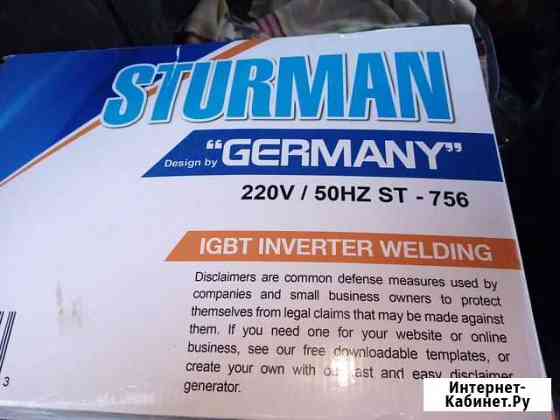 STURMAN
Design by "GERMANY"
220V / 50HZ ST - 756
IGBT INVERTER WELDING
Disclaimers are common defense measures used by
companies and small business owners to protect
themselves from legal claims that may be made against
them. If you need one for your website or online
business, see our free downloadable templates, or
create your own with our fast and easy disclaimer
generator.
3
Интернет-
Кабинет.Ру